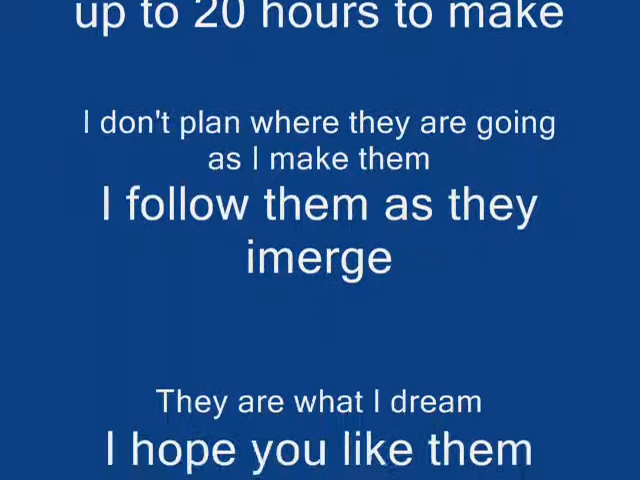 up to 20 hours to make
I don't plan where they are going
as I make them
I follow them as they
imerge
They are what I dream
I hope you like them